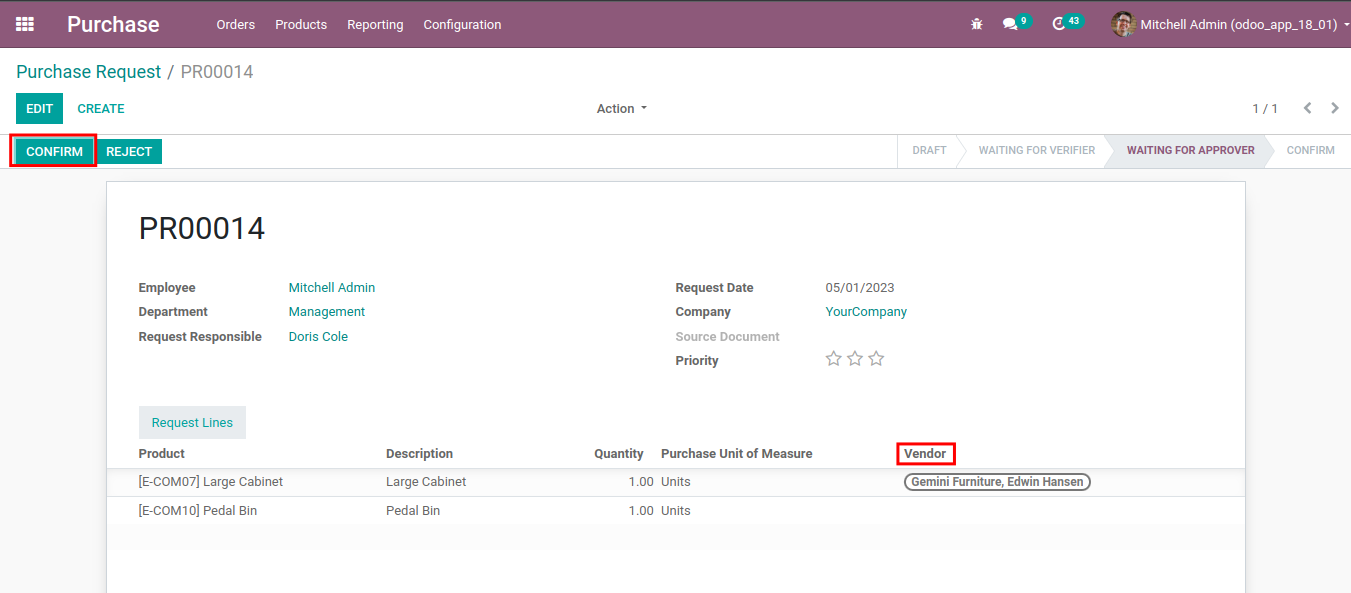 Purchase Orders Products Reporting Configuration 9 43 Mitchell Admin (odoo_app_18_01)
Purchase Request / PR00014
EDIT CREATE Action 1 / 1
CONFIRM REJECT DRAFT WAITING FOR VERIFIER WAITING FOR APPROVER CONFIRM
PR00014
Employee Mitchell Admin Request Date 05/01/2023
Department Management Company YourCompany
Request Responsible Doris Cole Source Document
Priority
Request Lines
Product Description Quantity Purchase Unit of Measure Vendor
[E-COM07] Large Cabinet Large Cabinet 1.00 Units Gemini Furniture, Edwin Hansen
[E-COM10] Pedal Bin Pedal Bin 1.00 Units